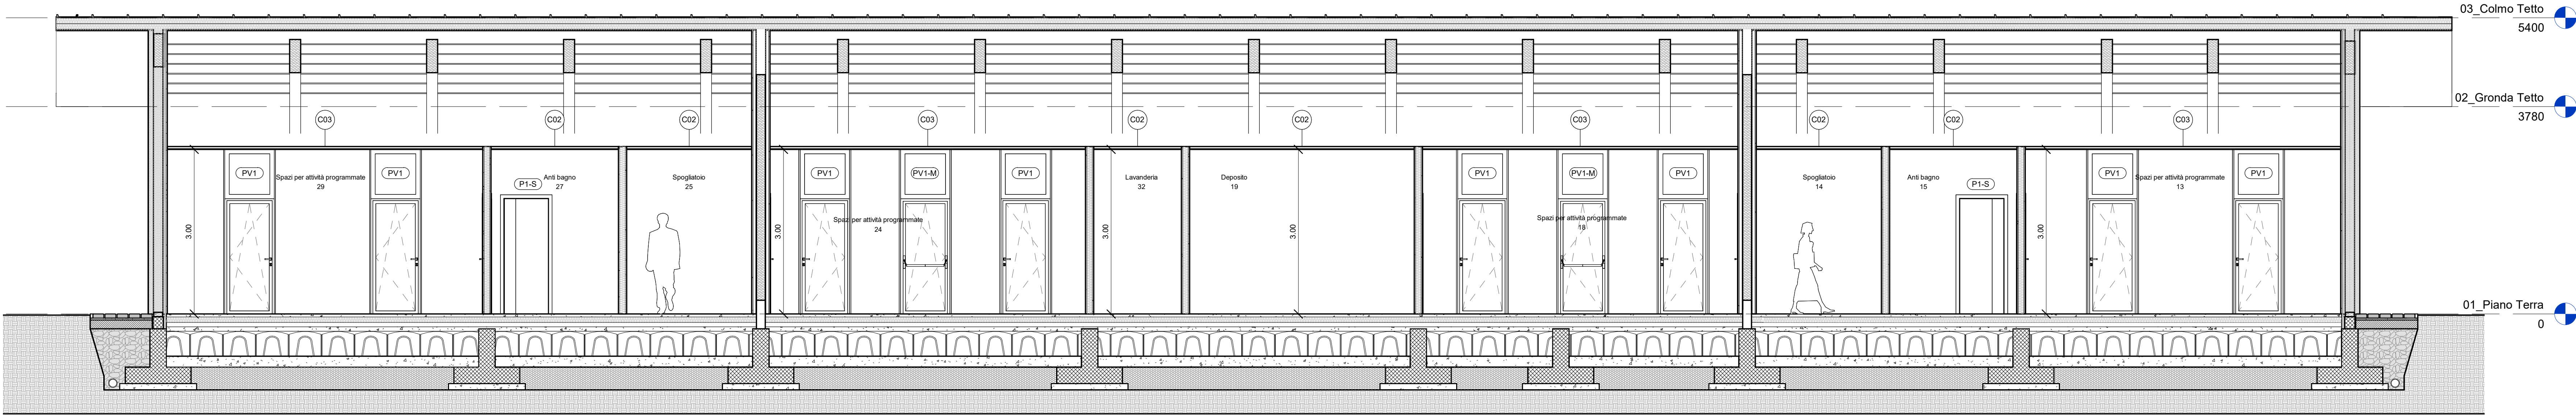 03_Colmo Tetto
5400
02_Gronda Tetto
3780
C03
C02
C02
C03
C02
C02
C03
C02
C02
C03
PV1
Spazi per attività programmate
29
PV1
P1-S
Anti bagno
27
Spogliatoio
25
PV1
PV1-M
PV1
Spazi per attività programmate
24
Lavanderia
32
Deposito
19
PV1
PV1-M
PV1
Spazi per attività programmate
18
Spogliatoio
14
Anti bagno
15
P1-S
PV1
Spazi per attività programmate
13
PV1
3.00
3.00
3.00
3.00
3.00
01_Piano Terra
0